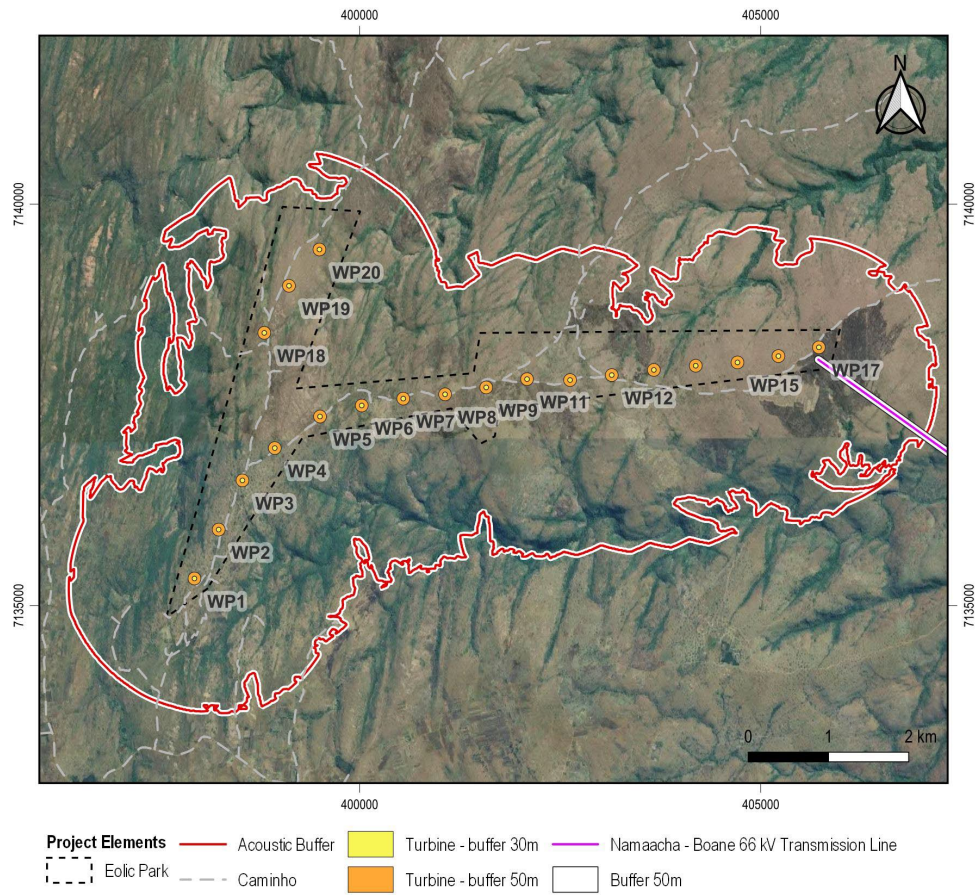 400000 405000
N
7140000 7140000
WP20
WP19
WP18
WP17
WP15
WP12
WP11
WP9
WP8
WP7
WP6
WP5
WP4
WP3
WP2
WP1
7135000 7135000
0 1 2 km
400000 405000
Project Elements Acoustic Buffer Turbine - buffer 30m Namaacha - Boane 66 kV Transmission Line
Eolic Park Caminho Turbine - buffer 50m Buffer 50m